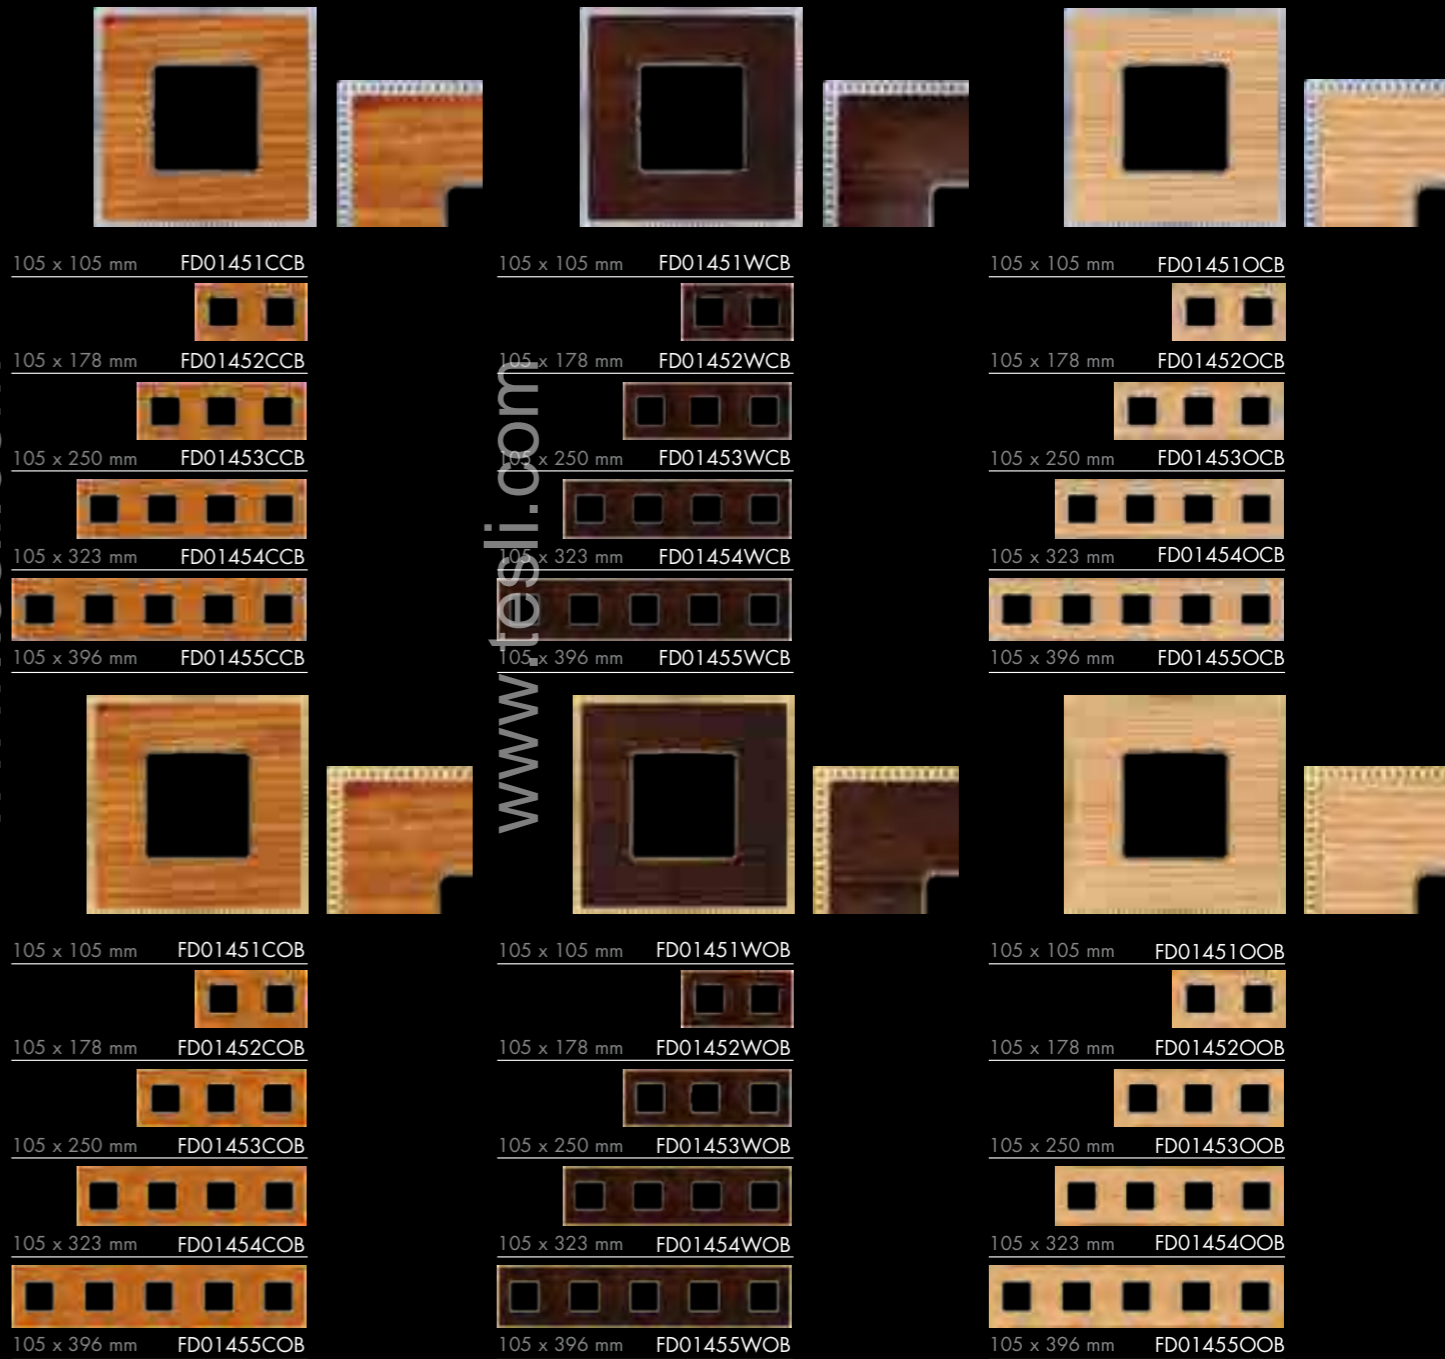 105 x 105 mm FD01451CCB
105 x 178 mm FD01452CCB
105 x 250 mm FD01453CCB
105 x 323 mm FD01454CCB
105 x 396 mm FD01455CCB
105 x 105 mm FD01451WCB
105 x 178 mm FD01452WCB
105 x 250 mm FD01453WCB
105 x 323 mm FD01454WCB
105 x 396 mm FD01455WCB
105 x 105 mm FD01451OCB
105 x 178 mm FD01452OCB
105 x 250 mm FD01453OCB
105 x 323 mm FD01454OCB
105 x 396 mm FD01455OCB
www.tesli.com
105 x 105 mm FD01451COB
105 x 178 mm FD01452COB
105 x 250 mm FD01453COB
105 x 323 mm FD01454COB
105 x 396 mm FD01455COB
105 x 105 mm FD01451WOB
105 x 178 mm FD01452WOB
105 x 250 mm FD01453WOB
105 x 323 mm FD01454WOB
105 x 396 mm FD01455WOB
105 x 105 mm FD01451OOB
105 x 178 mm FD01452OOB
105 x 250 mm FD01453OOB
105 x 323 mm FD01454OOB
105 x 396 mm FD01455OOB